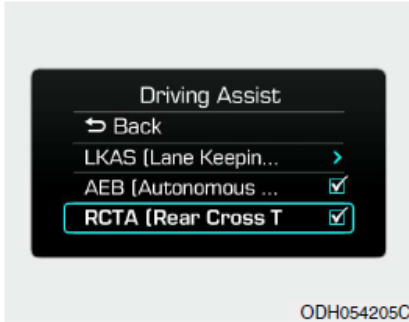 Driving Assist
Back
LKAS (Lane Keepin...
AEB (Autonomous ...
RCTA (Rear Cross T
ODH054205C